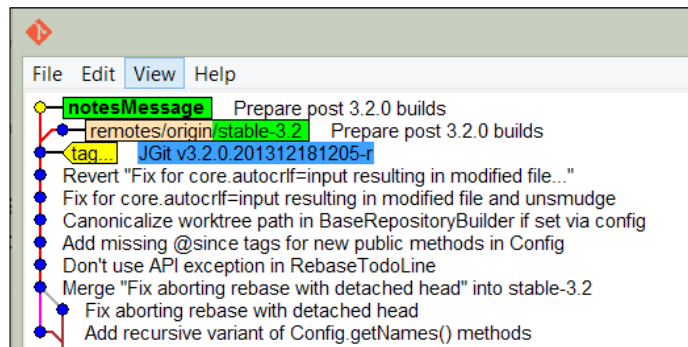 File Edit View Help
notesMessage Prepare post 3.2.0 builds
remotes/origin/stable-3.2 Prepare post 3.2.0 builds
tag... JGit v3.2.0.201312181205-r
Revert "Fix for core.autocrlf=input resulting in modified file..."
Fix for core.autocrlf=input resulting in modified file and unsmudge
Canonicalize worktree path in BaseRepositoryBuilder if set via config
Add missing @since tags for new public methods in Config
Don't use API exception in RebaseTodoLine
Merge "Fix aborting rebase with detached head" into stable-3.2
Fix aborting rebase with detached head
Add recursive variant of Config.getNames() methods